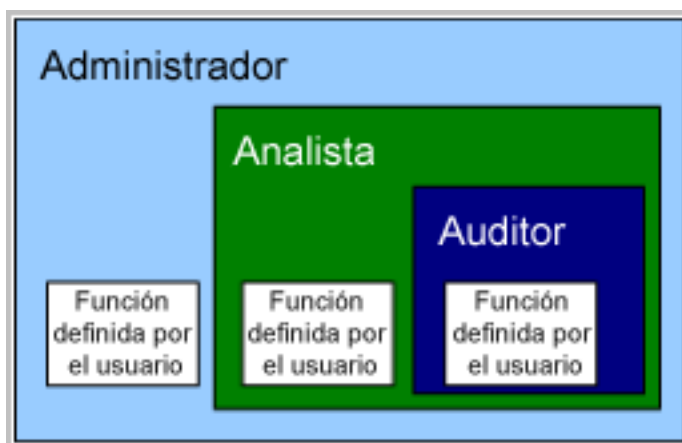 Administrador
Analista
Auditor
Función
definida por
el usuario
Función
definida por
el usuario
Función
definida por
el usuario